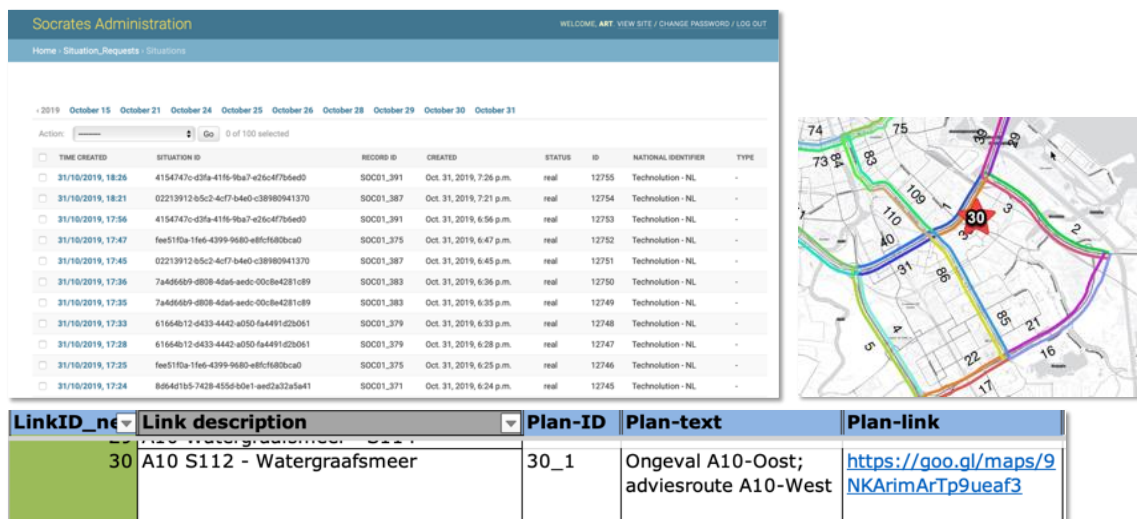 Socrates Administration
WELCOME, ART. VIEW SITE / CHANGE PASSWORD / LOG OUT
Home › Situation_Requests › Situations
‹ 2019 October 15 October 21 October 24 October 25 October 26 October 28 October 29 October 30 October 31
Action: --------- Go 0 of 100 selected
TIME CREATED SITUATION ID RECORD ID CREATED STATUS ID NATIONAL IDENTIFIER TYPE
31/10/2019, 18:26 4154747c-d3fa-41f6-9ba7-e26c4f7b6ed0 SOC01_391 Oct. 31, 2019, 7:26 p.m. real 12755 Technolution - NL -
31/10/2019, 18:21 02213912-b5c2-4cf7-b4e0-c38980941370 SOC01_387 Oct. 31, 2019, 7:21 p.m. real 12754 Technolution - NL -
31/10/2019, 17:56 4154747c-d3fa-41f6-9ba7-e26c4f7b6ed0 SOC01_391 Oct. 31, 2019, 6:56 p.m. real 12753 Technolution - NL -
31/10/2019, 17:47 fee51f0a-1fe6-4399-9680-e8fcf680bca0 SOC01_375 Oct. 31, 2019, 6:47 p.m. real 12752 Technolution - NL -
31/10/2019, 17:45 02213912-b5c2-4cf7-b4e0-c38980941370 SOC01_387 Oct. 31, 2019, 6:45 p.m. real 12751 Technolution - NL -
31/10/2019, 17:36 7a4d66b9-d808-4da6-aedc-00c8e4281c89 SOC01_383 Oct. 31, 2019, 6:36 p.m. real 12750 Technolution - NL -
31/10/2019, 17:35 7a4d66b9-d808-4da6-aedc-00c8e4281c89 SOC01_383 Oct. 31, 2019, 6:35 p.m. real 12749 Technolution - NL -
31/10/2019, 17:33 61664b12-d433-4442-a050-fa4491d2b061 SOC01_379 Oct. 31, 2019, 6:33 p.m. real 12748 Technolution - NL -
31/10/2019, 17:28 61664b12-d433-4442-a050-fa4491d2b061 SOC01_379 Oct. 31, 2019, 6:28 p.m. real 12747 Technolution - NL -
31/10/2019, 17:25 fee51f0a-1fe6-4399-9680-e8fcf680bca0 SOC01_375 Oct. 31, 2019, 6:25 p.m. real 12746 Technolution - NL -
31/10/2019, 17:24 8d64d1b5-7428-455d-b0e1-aed2a32a5a41 SOC01_371 Oct. 31, 2019, 6:24 p.m. real 12745 Technolution - NL -
74 75 39 29
73 84 83
109 1 30 3
110 3 2
40
31 86
4 85 21
5 22 16
17
LinkID_ne Link description Plan-ID Plan-text Plan-link
30 A10 S112 - Watergraafsmeer 30_1 Ongeval A10-Oost; https://goo.gl/maps/9
adviesroute A10-West NKArimArTp9ueaf3